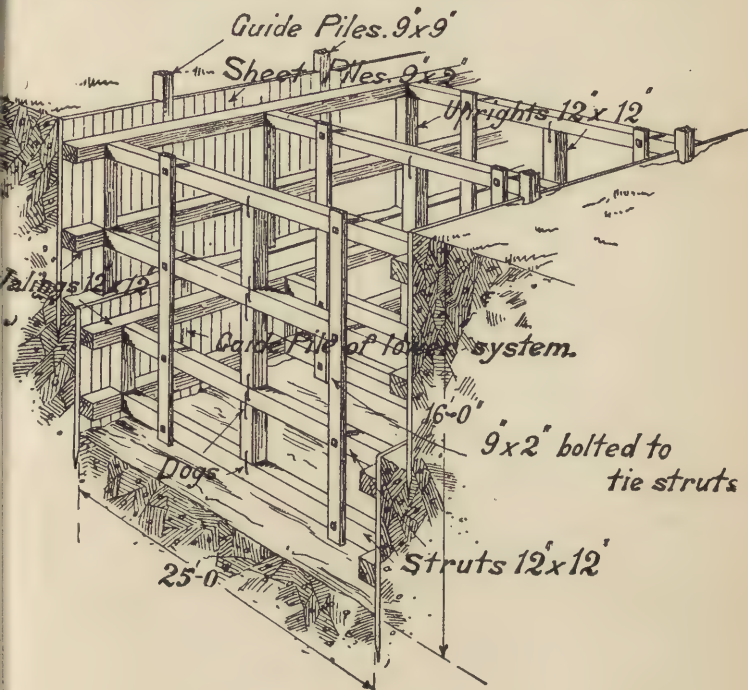 Guide Piles. 9"x9"
Sheet Piles. 9"x2"
Uprights 12"x 12"
Walings 12"x12"
Guide Pile of lower system.
16'-0"
9"x2" bolted to
tie struts
Dogs
Struts 12"x12"
25'-0"